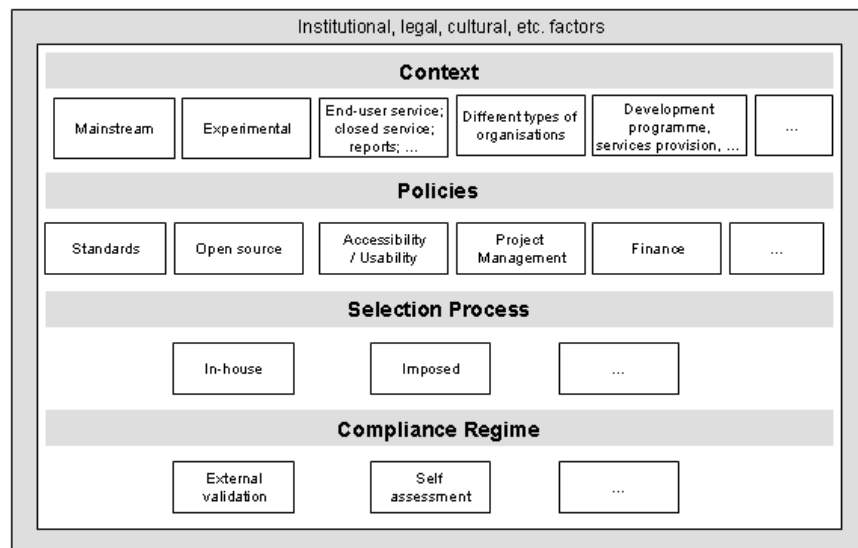 Institutional, legal, cultural, etc. factors
Context
Mainstream
Experimental
End-user service;
closed service;
reports; ...
Different types of
organisations
Development
programme,
services provision, ...
...
Policies
Standards
Open source
Accessibility
/ Usability
Project
Management
Finance
...
Selection Process
In-house
Imposed
...
Compliance Regime
External
validation
Self
assessment
...